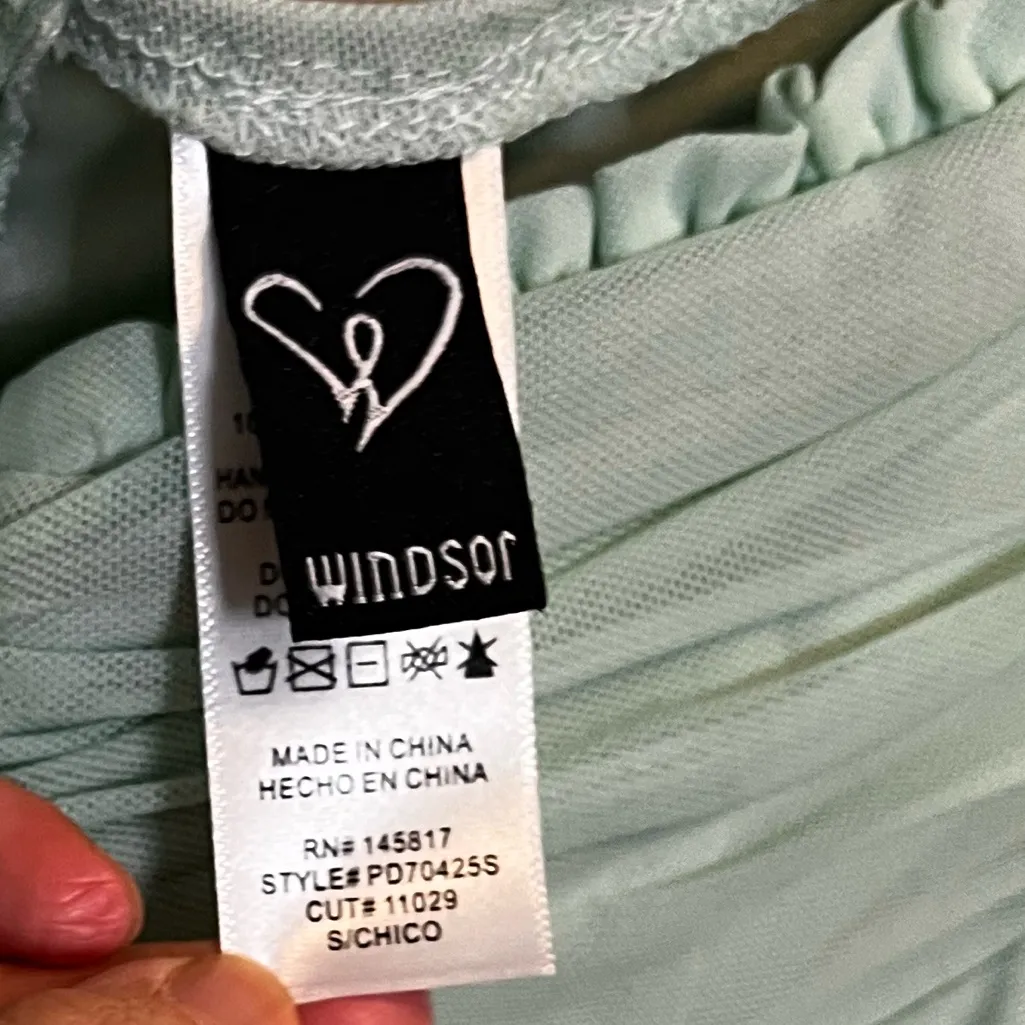 WINDSOR
MADE IN CHINA
HECHO EN CHINA
RN# 145817
STYLE# PD70425S
CUT# 11029
S/CHICO